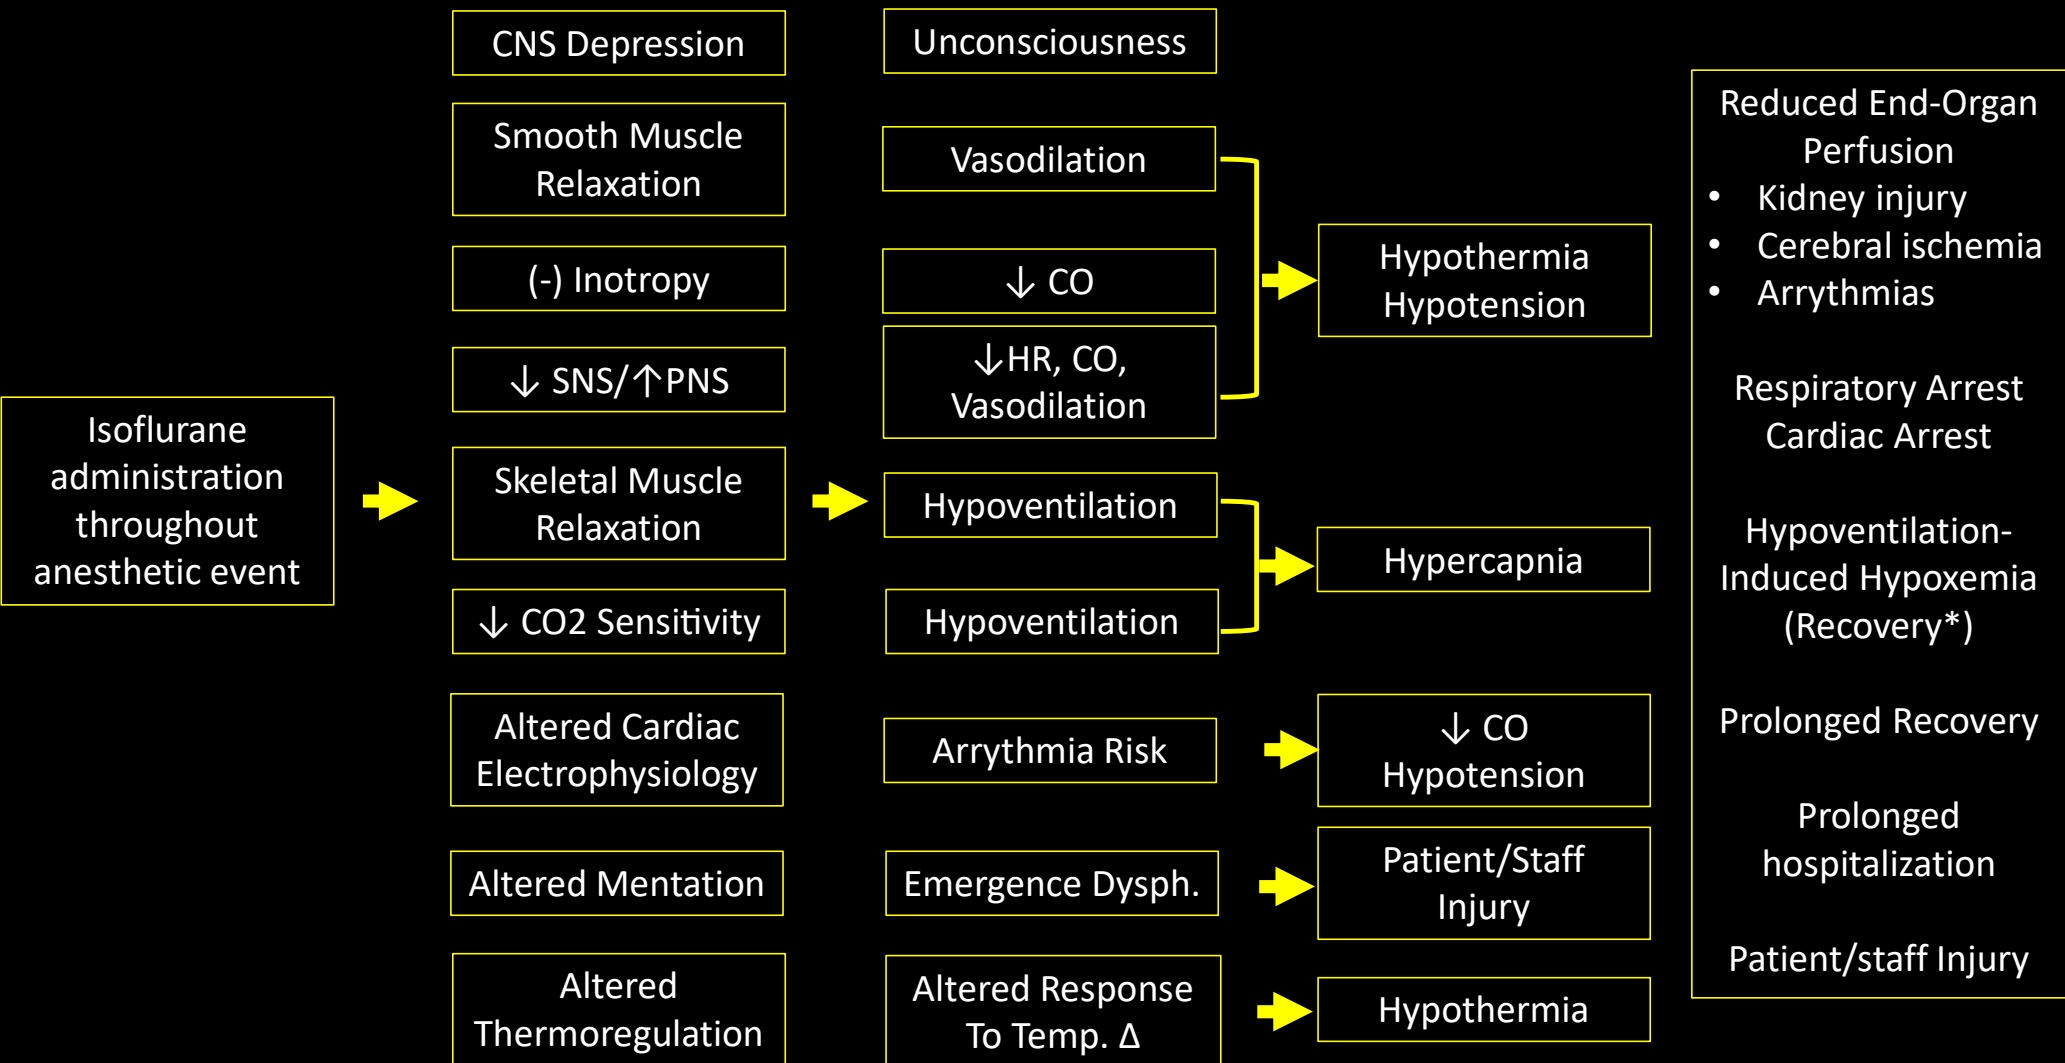 Isoflurane
administration
throughout
anesthetic event
CNS Depression
Smooth Muscle
Relaxation
(-) Inotropy
↓ SNS/↑PNS
Skeletal Muscle
Relaxation
↓ CO2 Sensitivity
Altered Cardiac
Electrophysiology
Altered Mentation
Altered
Thermoregulation
Unconsciousness
Vasodilation
↓ CO
↓HR, CO,
Vasodilation
Hypoventilation
Hypoventilation
Arrythmia Risk
Emergence Dysph.
Altered Response
To Temp. Δ
Hypothermia
Hypotension
Hypercapnia
↓ CO
Hypotension
Patient/Staff
Injury
Hypothermia
Reduced End-Organ
Perfusion
• Kidney injury
• Cerebral ischemia
• Arrythmias
Respiratory Arrest
Cardiac Arrest
Hypoventilation-
Induced Hypoxemia
(Recovery*)
Prolonged Recovery
Prolonged
hospitalization
Patient/staff Injury